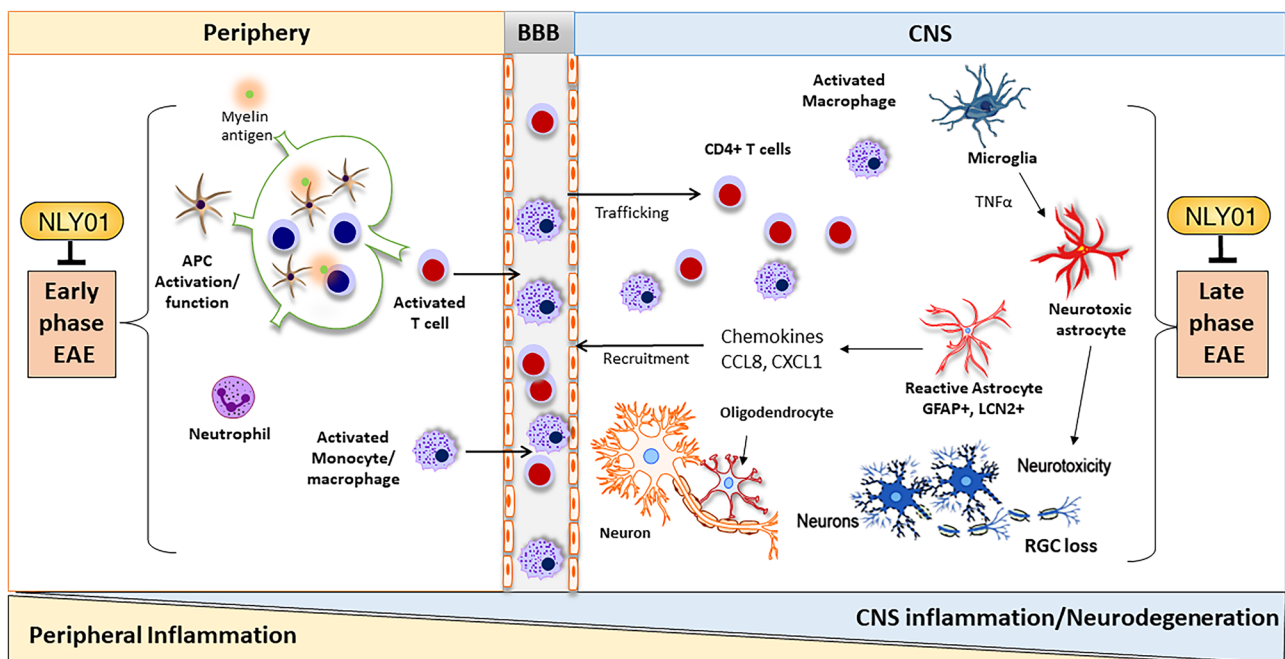 Periphery
BBB
CNS
Myelin
antigen
NLY01
Early
phase
EAE
APC
Activation/
function
Activated
T cell
Neutrophil
Activated
Monocyte/
macrophage
Activated
Macrophage
CD4+ T cells
Trafficking
Microglia
TNFα
Neurotoxic
astrocyte
NLY01
Late
phase
EAE
Chemokines
CCL8, CXCL1
Recruitment
Reactive Astrocyte
GFAP+, LCN2+
Oligodendrocyte
Neuron
Neurotoxicity
Neurons
RGC loss
Peripheral Inflammation
CNS inflammation/Neurodegeneration